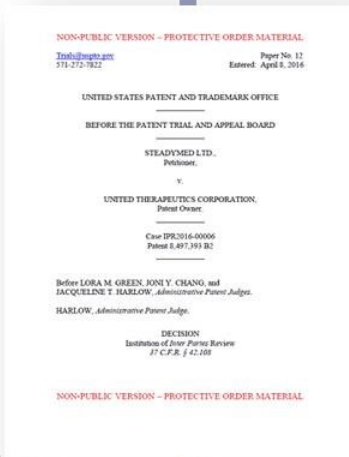 NON-PUBLIC VERSION – PROTECTIVE ORDER MATERIAL
Trials@uspto.gov Paper No. 12
571-272-7822 Entered: April 8, 2016
UNITED STATES PATENT AND TRADEMARK OFFICE
BEFORE THE PATENT TRIAL AND APPEAL BOARD
STEADYMED LTD.,
Petitioner,
v.
UNITED THERAPEUTICS CORPORATION,
Patent Owner.
Case IPR2016-00006
Patent 8,497,393 B2
Before LORA M. GREEN, JONI Y. CHANG, and
JACQUELINE T. HARLOW, Administrative Patent Judges.
HARLOW, Administrative Patent Judge.
DECISION
Institution of Inter Partes Review
37 C.F.R. § 42.108
NON-PUBLIC VERSION – PROTECTIVE ORDER MATERIAL